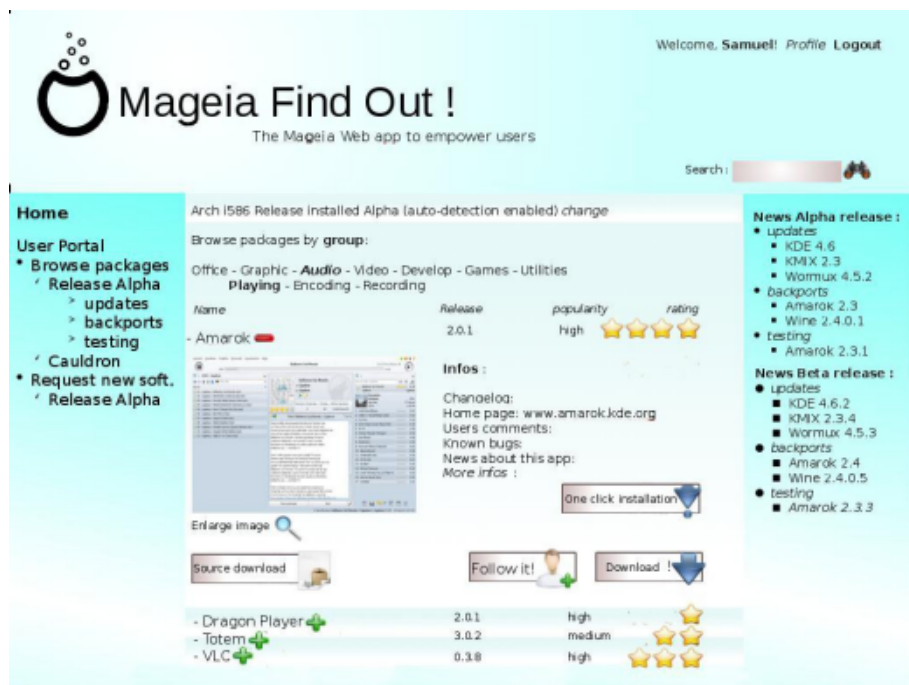 Welcome, Samuel! Profile Logout
Mageia Find Out !
The Mageia Web app to empower users
Search :
Home
User Portal
Browse packages
Release Alpha
updates
backports
testing
Cauldron
Request new soft.
Release Alpha
Arch i586 Release installed Alpha (auto-detection enabled) change
Browse packages by group:
Office - Graphic - Audio - Video - Develop - Games - Utilities
Playing - Encoding - Recording
Name Release popularity rating
- Amarok 2.0.1 high
Infos :
Changelog:
Home page: www.amarok.kde.org
Users comments:
Known bugs:
News about this app:
More infos :
One click installation !
Enlarge image
Source download
Follow it!
Download !
- Dragon Player 2.0.1 high
- Totem 3.0.2 medium
- VLC 0.3.8 high
News Alpha release :
updates
KDE 4.6
KMIX 2.3
Wormux 4.5.2
backports
Amarok 2.3
Wine 2.4.0.1
testing
Amarok 2.3.1
News Beta release :
updates
KDE 4.6.2
KMIX 2.3.4
Wormux 4.5.3
backports
Amarok 2.4
Wine 2.4.0.5
testing
Amarok 2.3.3